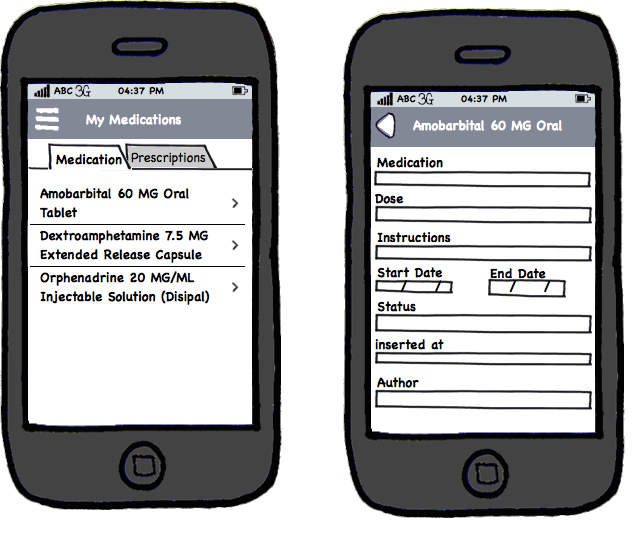 ABC 3G 04:37 PM
My Medications
Medication Prescriptions
Amobarbital 60 MG Oral
Tablet
Dextroamphetamine 7.5 MG
Extended Release Capsule
Orphenadrine 20 MG/ML
Injectable Solution (Disipal)
ABC 3G 04:37 PM
Amobarbital 60 MG Oral
Medication
Dose
Instructions
Start Date End Date
/ / / /
Status
inserted at
Author